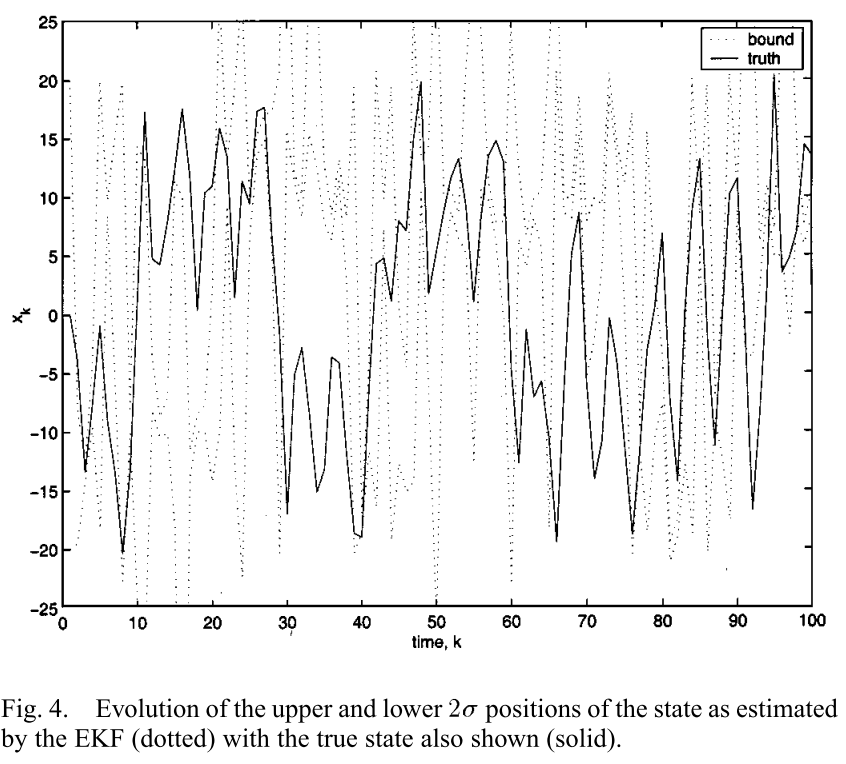 25
20
15
10
5
0
−5
−10
−15
−20
−25
x_k
bound
truth
0 10 20 30 40 50 60 70 80 90 100
time, k
Fig. 4. Evolution of the upper and lower 2σ positions of the state as estimated
by the EKF (dotted) with the true state also shown (solid).